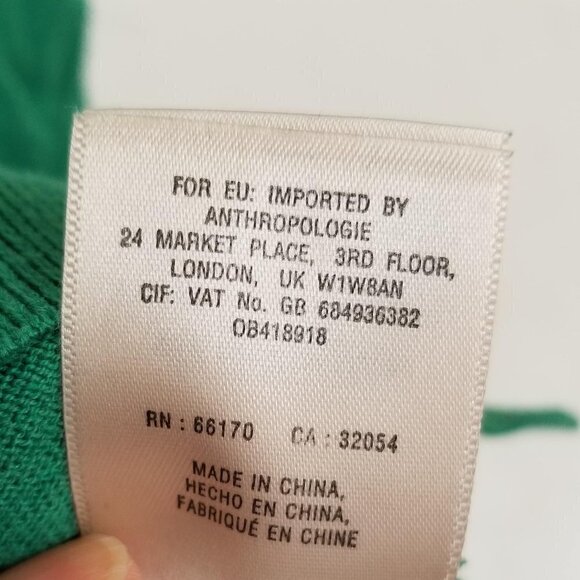 FOR EU: IMPORTED BY
ANTHROPOLOGIE
24 MARKET PLACE, 3RD FLOOR,
LONDON, UK W1W8AN
CIF: VAT No. GB 684936382
OB418918
RN : 66170 CA : 32054
MADE IN CHINA,
HECHO EN CHINA,
FABRIQUÉ EN CHINE